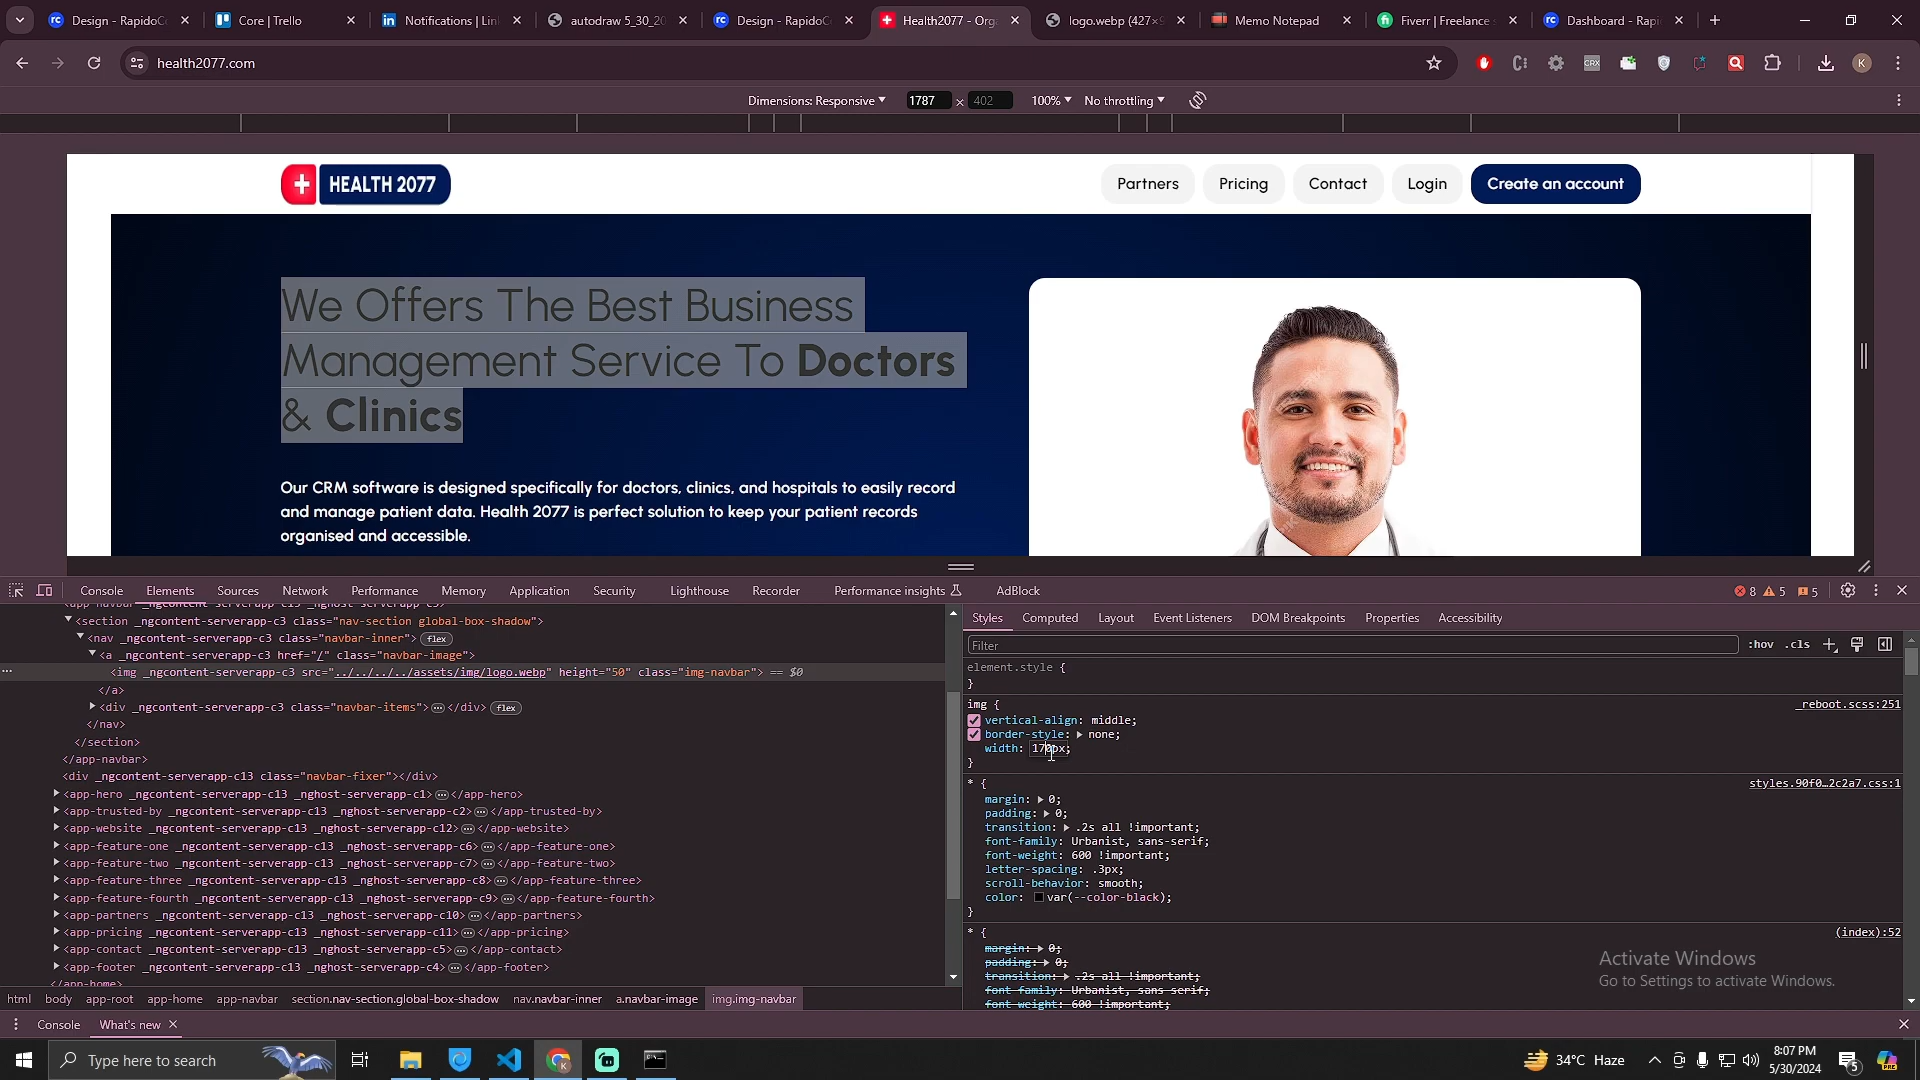 Design - RapidoC
Core | Trello
Notifications | Lin
autodraw 5_30_20
Design - RapidoC
Health2077 - Org
logo.webp (427×9
Memo Notepad
Fiverr | Freelance s
Dashboard - Rapi
health2077.com
Dimensions: Responsive 1787 × 402 100% No throttling
HEALTH 2077
Partners
Pricing
Contact
Login
Create an account
We Offers The Best Business
Management Service To Doctors
& Clinics
Our CRM software is designed specifically for doctors, clinics, and hospitals to easily record
and manage patient data. Health 2077 is perfect solution to keep your patient records
organised and accessible.
Console Elements Sources Network Performance Memory Application Security Lighthouse Recorder Performance insights AdBlock 8 5 5
<section _ngcontent-serverapp-c3 class="nav-section global-box-shadow">
<nav _ngcontent-serverapp-c3 class="navbar-inner"> flex
<a _ngcontent-serverapp-c3 href="/" class="navbar-image">
<img _ngcontent-serverapp-c3 src="../../../../assets/img/logo.webp" height="50" class="img-navbar"> == $0
</a>
<div _ngcontent-serverapp-c3 class="navbar-items"> … </div> flex
</nav>
</section>
</app-navbar>
<div _ngcontent-serverapp-c13 class="navbar-fixer"></div>
<app-hero _ngcontent-serverapp-c13 _nghost-serverapp-c1> … </app-hero>
<app-trusted-by _ngcontent-serverapp-c13 _nghost-serverapp-c2> … </app-trusted-by>
<app-website _ngcontent-serverapp-c13 _nghost-serverapp-c12> … </app-website>
<app-feature-one _ngcontent-serverapp-c13 _nghost-serverapp-c6> … </app-feature-one>
<app-feature-two _ngcontent-serverapp-c13 _nghost-serverapp-c7> … </app-feature-two>
<app-feature-three _ngcontent-serverapp-c13 _nghost-serverapp-c8> … </app-feature-three>
<app-feature-fourth _ngcontent-serverapp-c13 _nghost-serverapp-c9> … </app-feature-fourth>
<app-partners _ngcontent-serverapp-c13 _nghost-serverapp-c10> … </app-partners>
<app-pricing _ngcontent-serverapp-c13 _nghost-serverapp-c11> … </app-pricing>
<app-contact _ngcontent-serverapp-c13 _nghost-serverapp-c5> … </app-contact>
<app-footer _ngcontent-serverapp-c13 _nghost-serverapp-c4> … </app-footer>
</app-home>
html body app-root app-home app-navbar section.nav-section.global-box-shadow nav.navbar-inner a.navbar-image img.img-navbar
Styles Computed Layout Event Listeners DOM Breakpoints Properties Accessibility
Filter :hov .cls
element.style {
}
img { _reboot.scss:251
vertical-align: middle;
border-style: none;
width: 170px;
}
* { styles.90f0…2c2a7.css:1
margin: 0;
padding: 0;
transition: .2s all !important;
font-family: Urbanist, sans-serif;
font-weight: 600 !important;
letter-spacing: .3px;
scroll-behavior: smooth;
color: var(--color-black);
}
* { (index):52
margin: 0;
padding: 0;
transition: .2s all !important;
font-family: Urbanist, sans-serif;
font-weight: 600 !important;
Activate Windows
Go to Settings to activate Windows.
Console What's new
Type here to search
34°C Haze
8:07 PM
5/30/2024
5